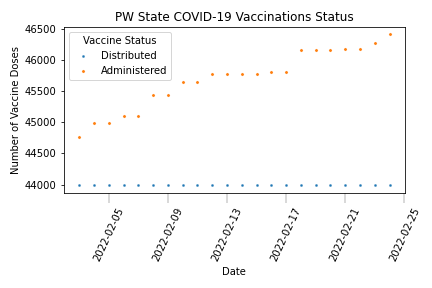 PW State COVID-19 Vaccinations Status
Vaccine Status
Distributed
Administered
Number of Vaccine Doses
46500
46000
45500
45000
44500
44000
2022-02-05
2022-02-09
2022-02-13
2022-02-17
2022-02-21
2022-02-25
Date